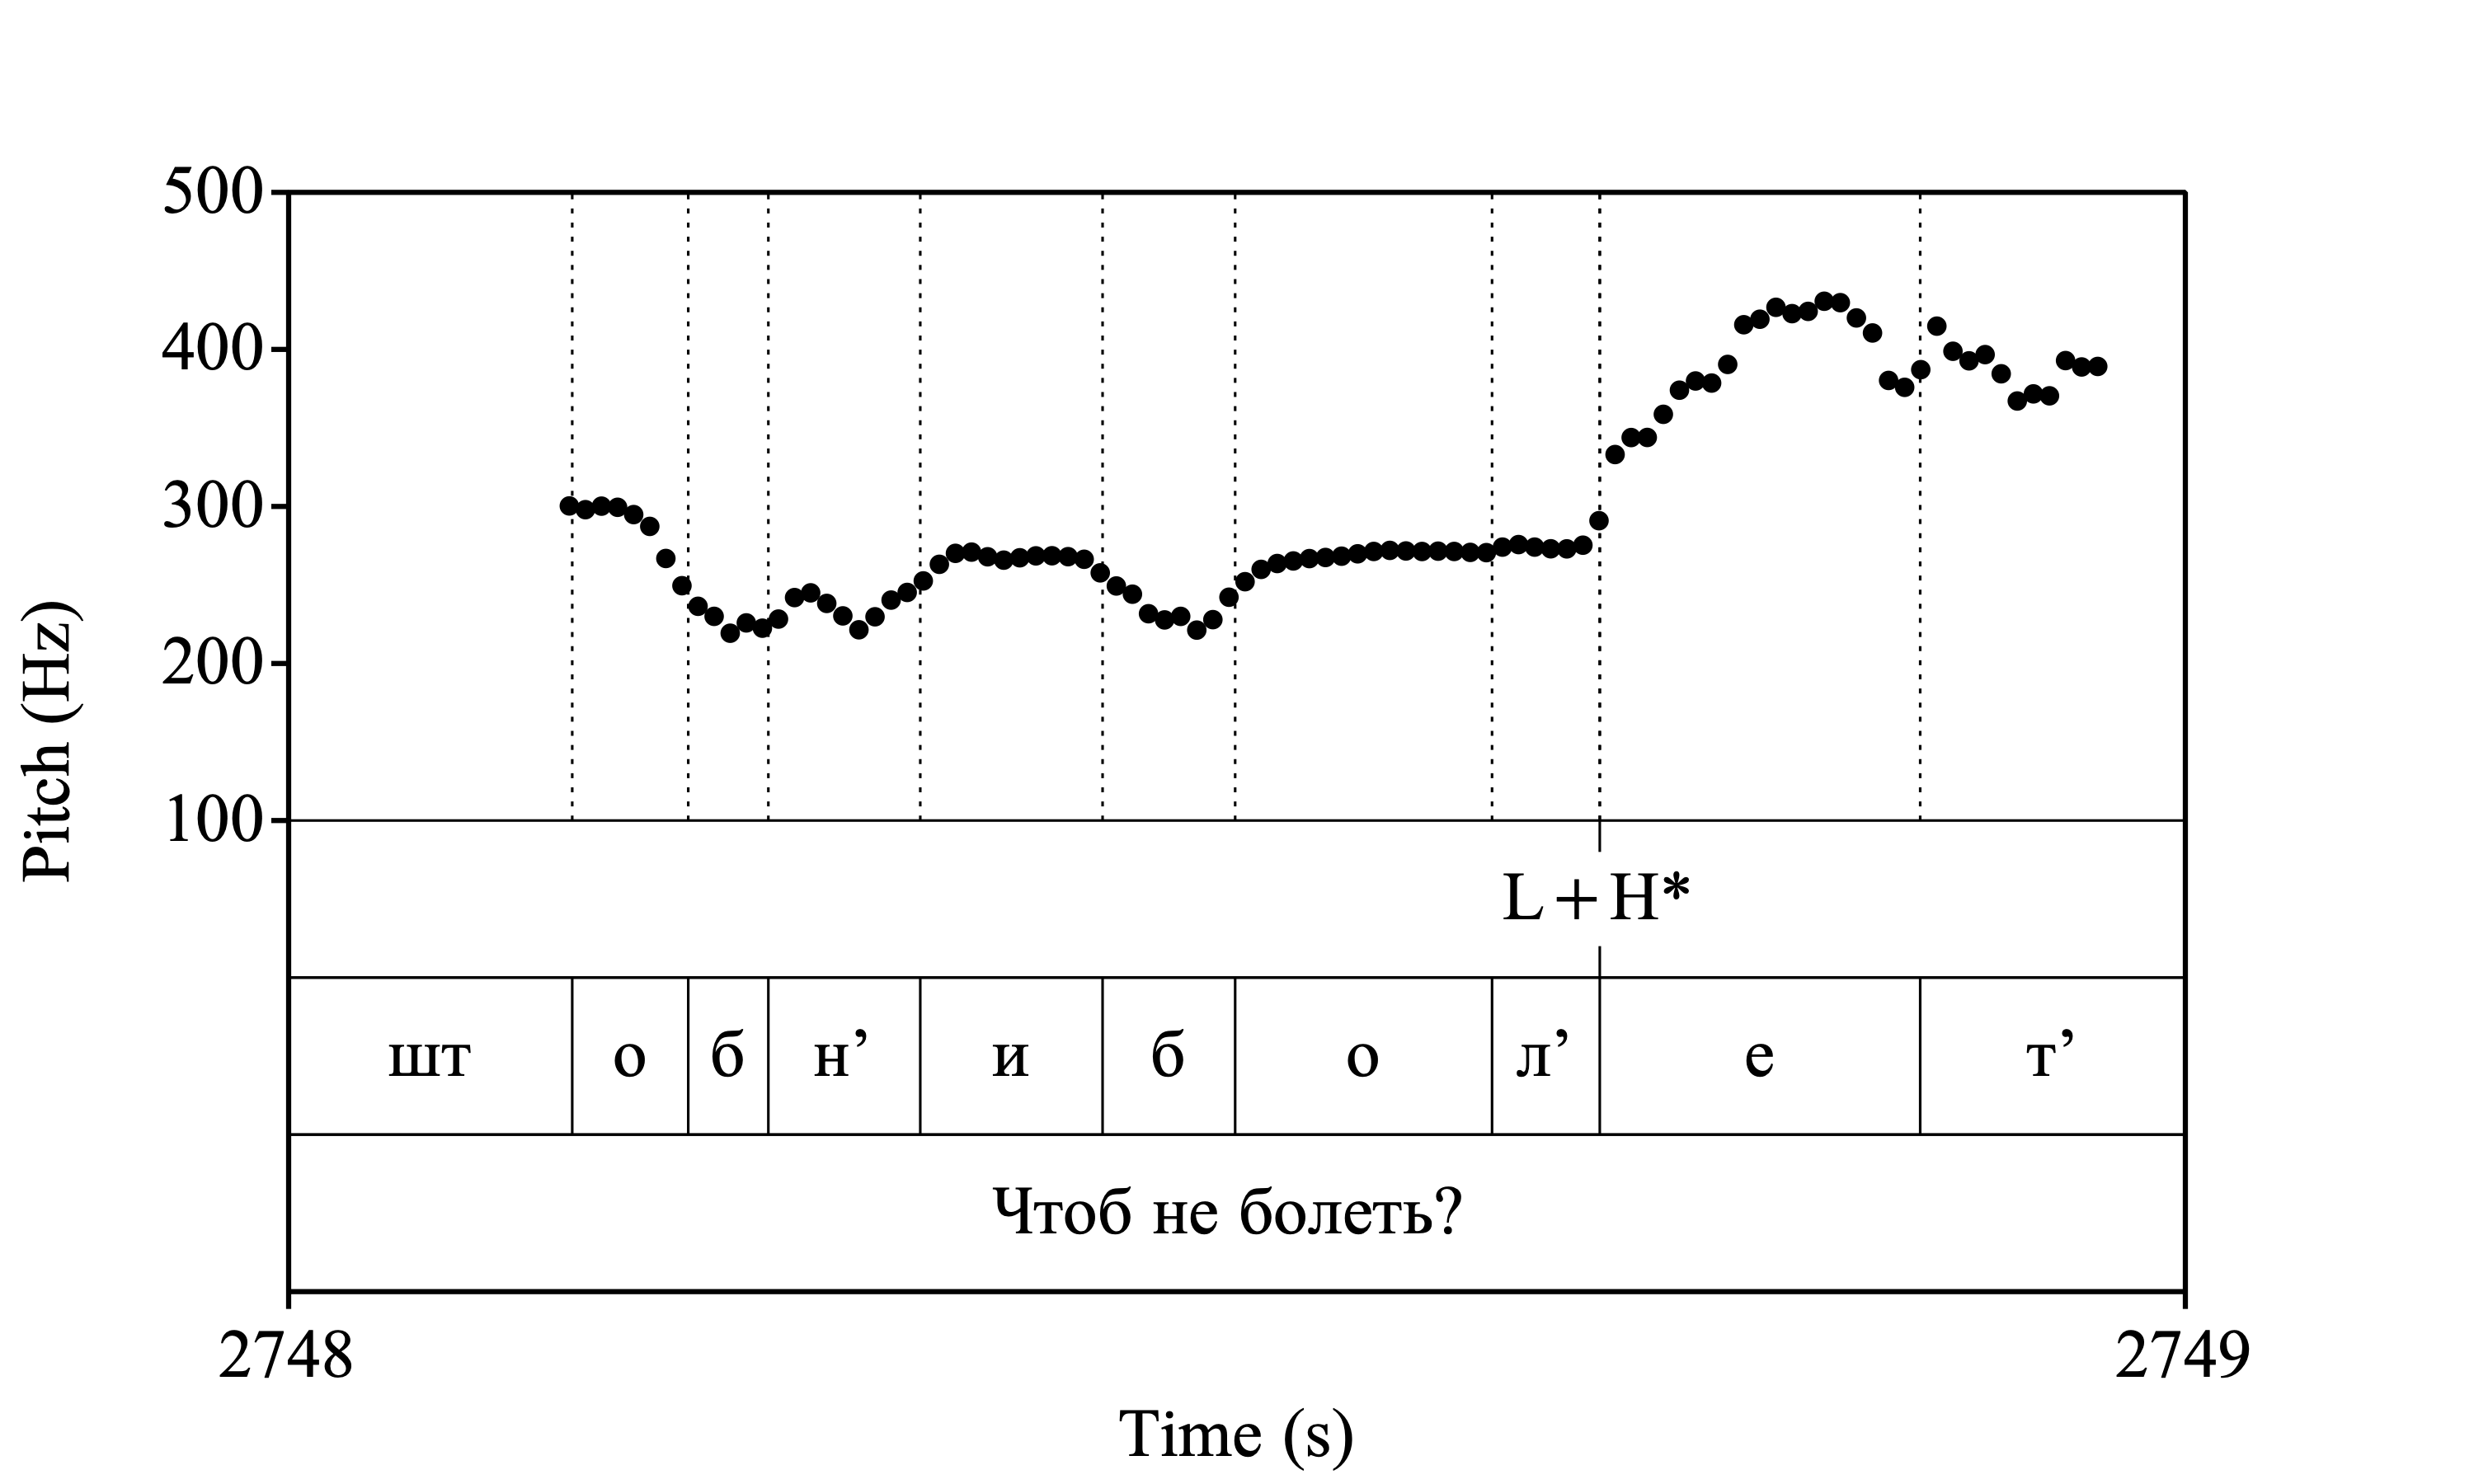 500
400
300
200
100
Pitch (Hz)
L+H*
шт о б н’ и б о л’ е т’
Чтоб не болеть?
2748 2749
Time (s)